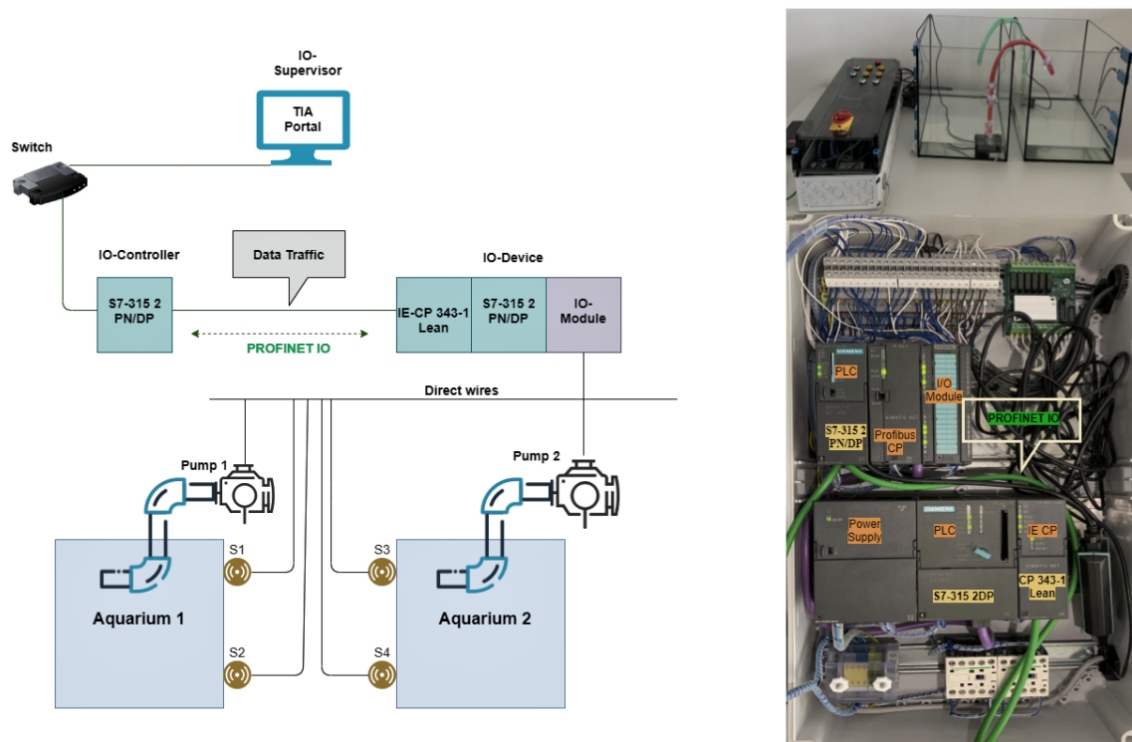 IO-
Supervisor
TIA
Portal
Switch
IO-Controller
Data Traffic
IO-Device
S7-315 2
PN/DP
IE-CP 343-1
Lean
S7-315 2
PN/DP
IO-
Module
PROFINET IO
Direct wires
Pump 1
Pump 2
S1
S3
Aquarium 1
Aquarium 2
S2
S4
SIEMENS
PLC
I/O
Module
S7-315 2
PN/DP
Profibus
CP
PROFINET IO
Power
Supply
SIEMENS
PLC
IE CP
S7-315 2DP
CP 343-1
Lean